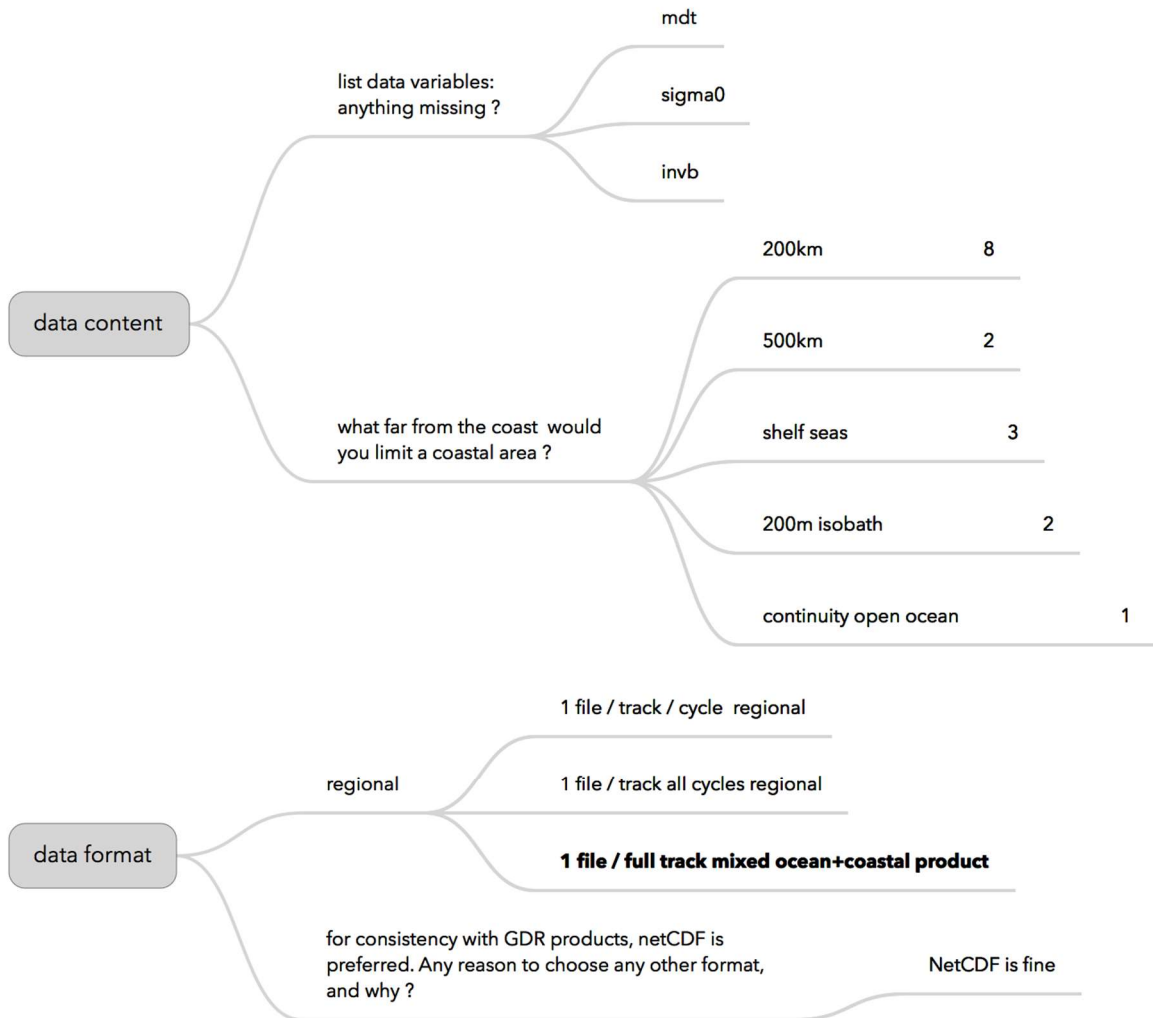 data content
list data variables:
anything missing ?
mdt
sigma0
invb
what far from the coast  would
you limit a coastal area ?
200km 8
500km 2
shelf seas 3
200m isobath 2
continuity open ocean 1
data format
regional
1 file / track / cycle  regional
1 file / track all cycles regional
1 file / full track mixed ocean+coastal product
for consistency with GDR products, netCDF is
preferred. Any reason to choose any other format,
and why ?
NetCDF is fine